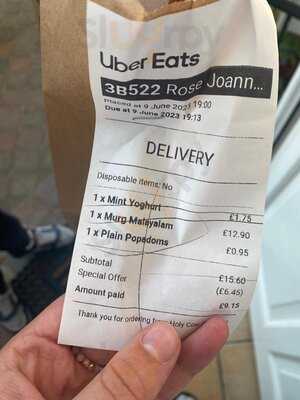 Uber Eats
3B522 Rose Joann...
Placed at 9 June 2023 19:00
Due at 9 June 2023 19:13
DELIVERY
Disposable items: No
1 x Mint Yoghurt £1.75
1 x Murg Malayalam £12.90
1 x Plain Popadoms £0.95
Subtotal £15.60
Special Offer (£6.45)
Amount paid £9.15
Thank you for ordering from Holy